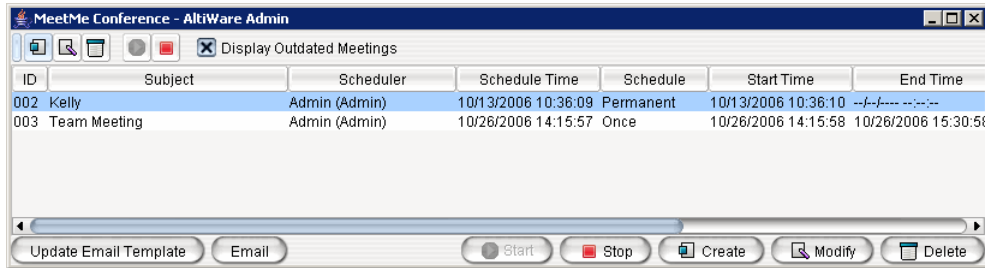 MeetMe Conference - AltiWare Admin
Display Outdated Meetings
ID Subject Scheduler Schedule Time Schedule Start Time End Time
002 Kelly Admin (Admin) 10/13/2006 10:36:09 Permanent 10/13/2006 10:36:10 --/--/---- --:--:--
003 Team Meeting Admin (Admin) 10/26/2006 14:15:57 Once 10/26/2006 14:15:58 10/26/2006 15:30:58
Update Email Template Email Start Stop Create Modify Delete